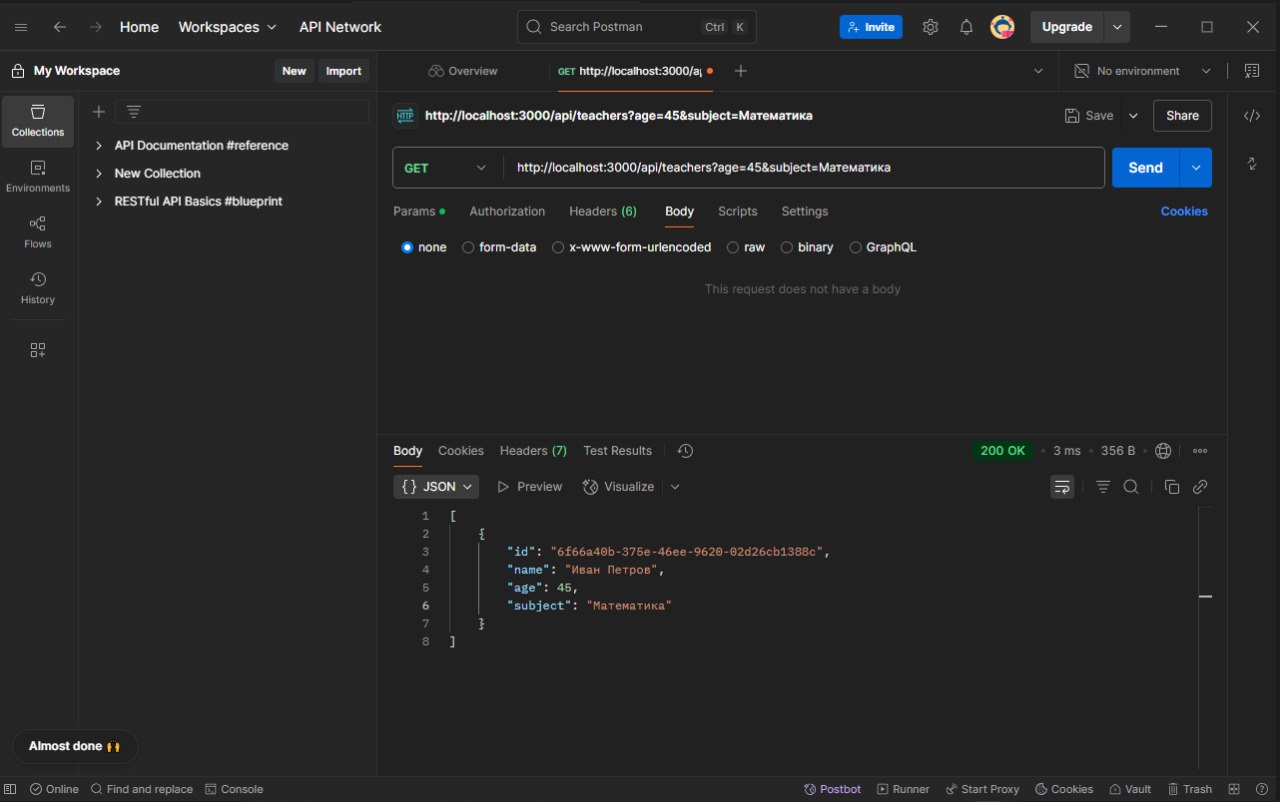 Home Workspaces API Network Search Postman Ctrl K Invite Upgrade
My Workspace New Import Overview GET http://localhost:3000/a No environment
Collections
Environments
Flows
History
API Documentation #reference
New Collection
RESTful API Basics #blueprint
HTTP http://localhost:3000/api/teachers?age=45&subject=Математика Save Share
GET http://localhost:3000/api/teachers?age=45&subject=Математика Send
Params Authorization Headers (6) Body Scripts Settings Cookies
none form-data x-www-form-urlencoded raw binary GraphQL
This request does not have a body
Body Cookies Headers (7) Test Results 200 OK 3 ms 356 B
{} JSON Preview Visualize
1 [
2 {
3 "id": "6f66a40b-375e-46ee-9620-02d26cb1388c",
4 "name": "Иван Петров",
5 "age": 45,
6 "subject": "Математика"
7 }
8 ]
Almost done 🙌
Online Find and replace Console Postbot Runner Start Proxy Cookies Vault Trash